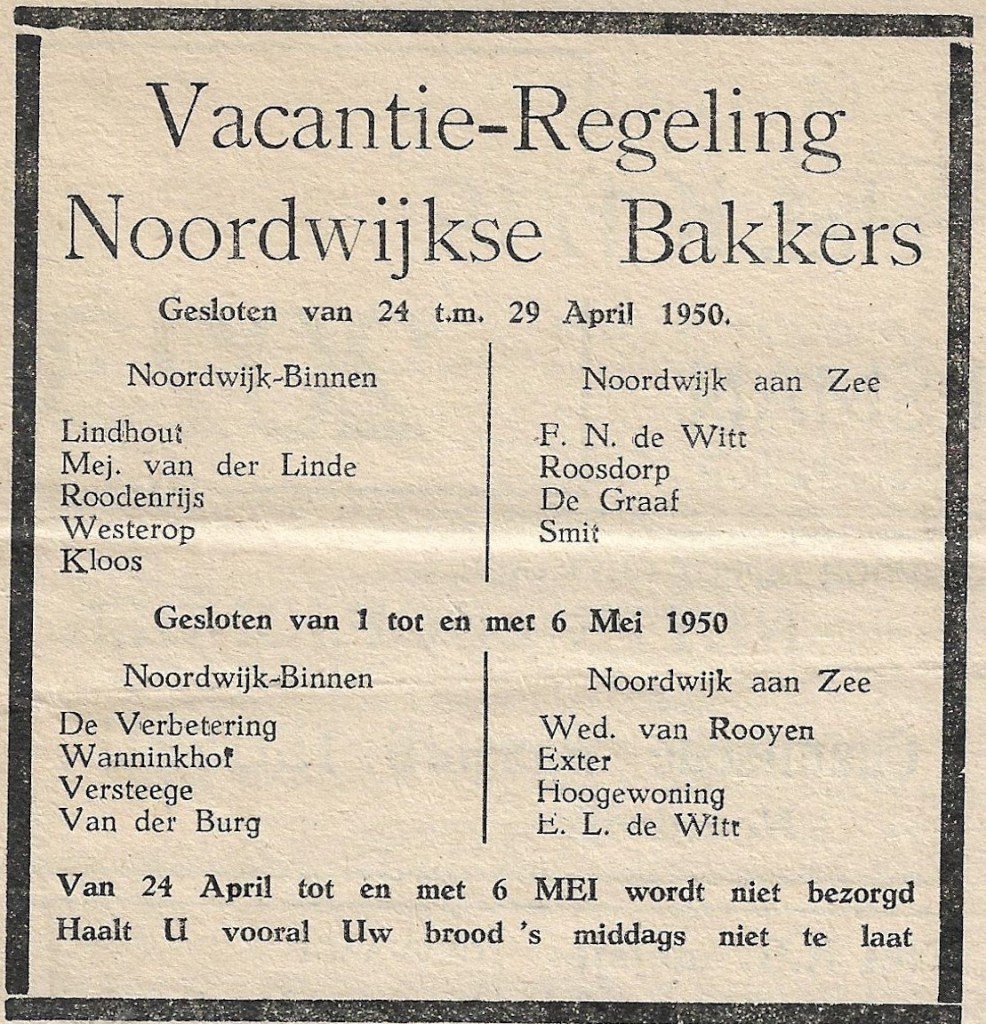 Vacantie-Regeling
Noordwijkse Bakkers
Gesloten van 24 t.m. 29 April 1950.
Noordwijk-Binnen
Lindhout
Mej. van der Linde
Roodenrijs
Westerop
Kloos
Noordwijk aan Zee
F. N. de Witt
Roosdorp
De Graaf
Smit
Gesloten van 1 tot en met 6 Mei 1950
Noordwijk-Binnen
De Verbetering
Wanninkhof
Versteege
Van der Burg
Noordwijk aan Zee
Wed. van Rooyen
Exter
Hoogewoning
E. L. de Witt
Van 24 April tot en met 6 MEI wordt niet bezorgd
Haalt U vooral Uw brood 's middags niet te laat